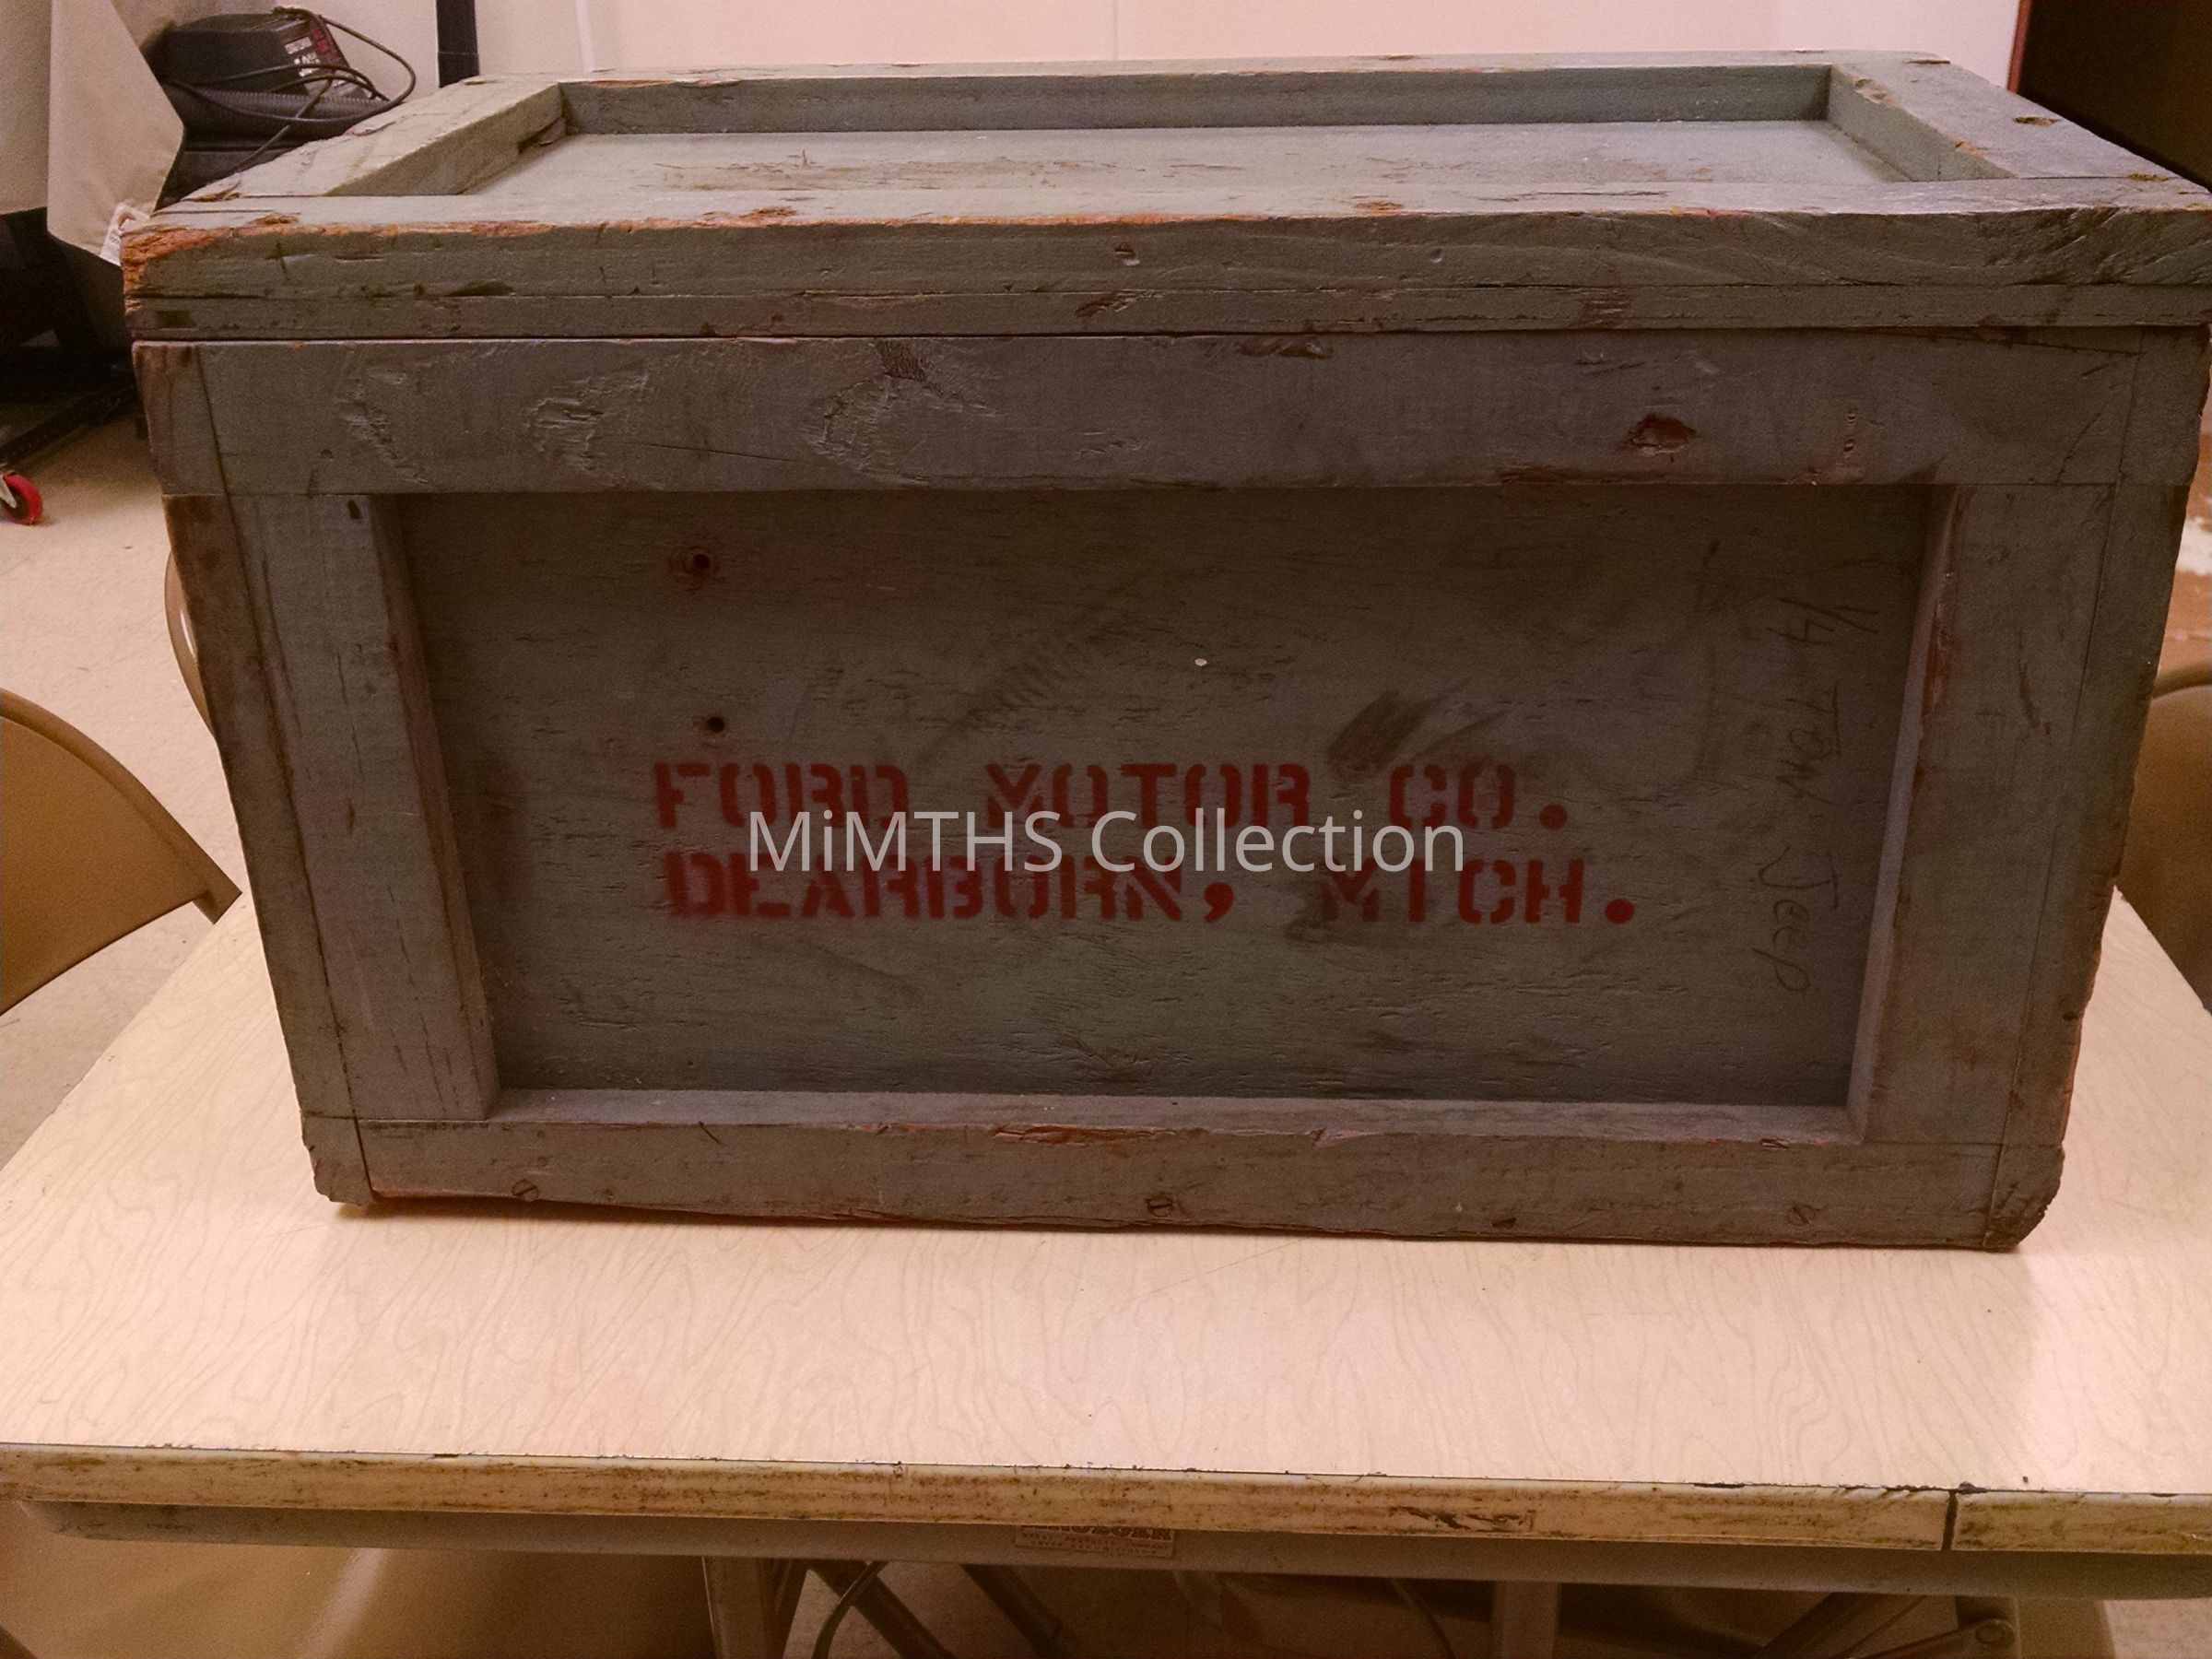 FORD MOTOR CO.
DEARBORN, MICH.
MiMTHS Collection
1/4 TON Jeep